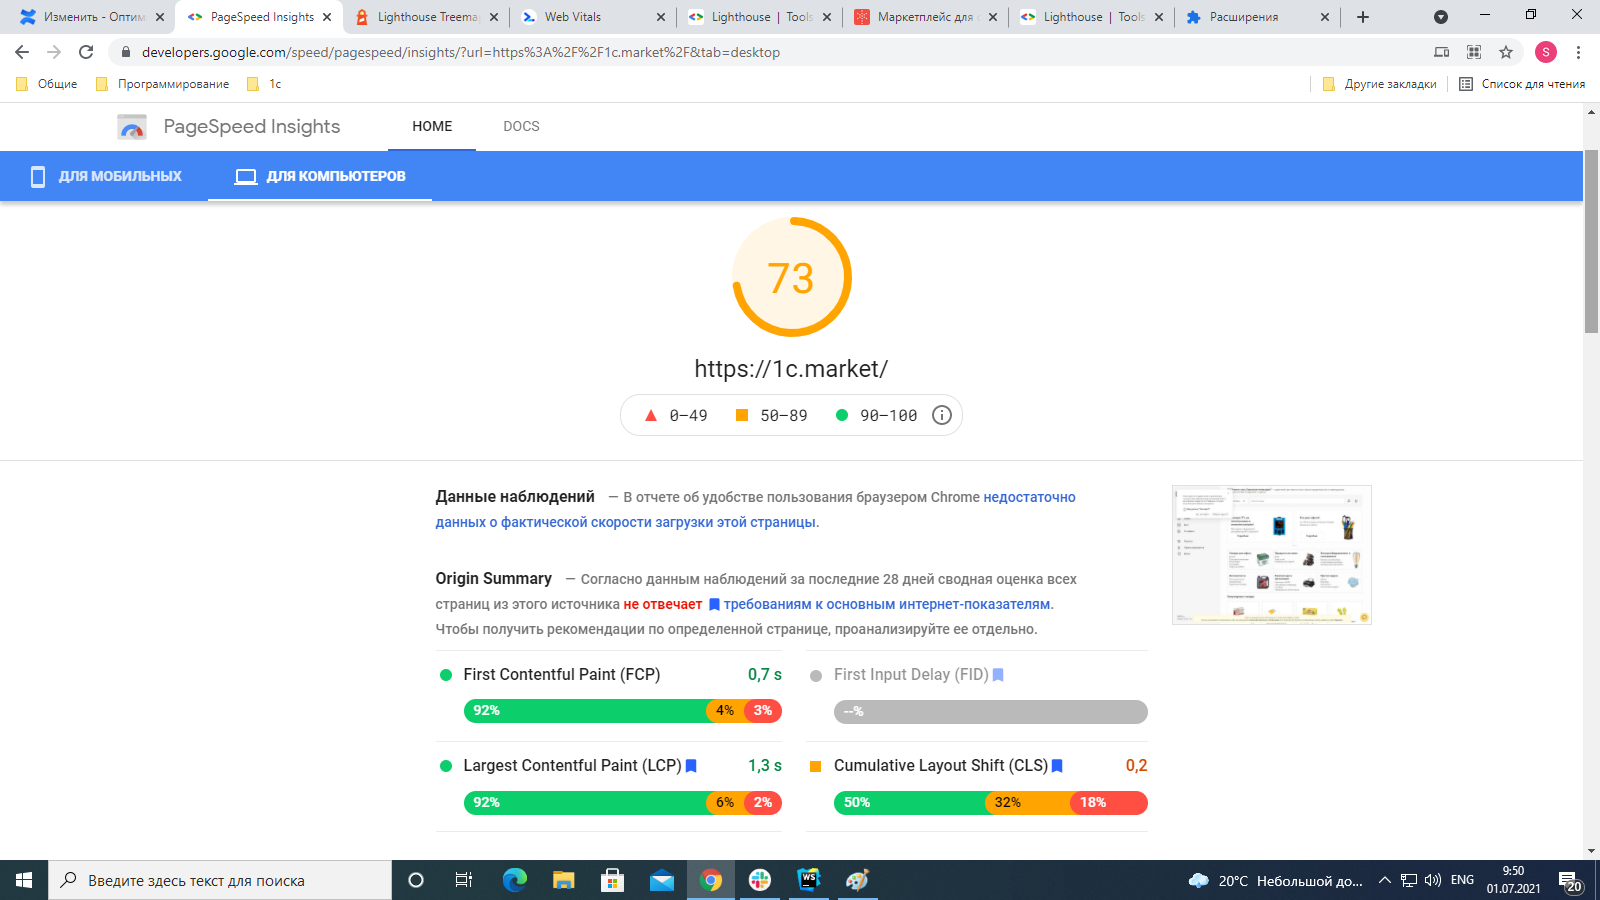 Изменить - Оптим
PageSpeed Insights
Lighthouse Treema
Web Vitals
Lighthouse | Tools
Маркетплейс для
Lighthouse | Tools
Расширения
developers.google.com/speed/pagespeed/insights/?url=https%3A%2F%2F1c.market%2F&tab=desktop
S
Общие
Программирование
1c
Другие закладки
Список для чтения
PageSpeed Insights
HOME
DOCS
ДЛЯ МОБИЛЬНЫХ
ДЛЯ КОМПЬЮТЕРОВ
73
https://1c.market/
0–49
50–89
90–100
Данные наблюдений — В отчете об удобстве пользования браузером Chrome недостаточно
данных о фактической скорости загрузки этой страницы.
Origin Summary — Согласно данным наблюдений за последние 28 дней сводная оценка всех
страниц из этого источника не отвечает требованиям к основным интернет-показателям.
Чтобы получить рекомендации по определенной странице, проанализируйте ее отдельно.
First Contentful Paint (FCP) 0,7 s
92% 4% 3%
First Input Delay (FID)
--%
Largest Contentful Paint (LCP) 1,3 s
92% 6% 2%
Cumulative Layout Shift (CLS) 0,2
50% 32% 18%
Введите здесь текст для поиска
WS
20°C Небольшой до...
ENG
9:50
01.07.2021
20